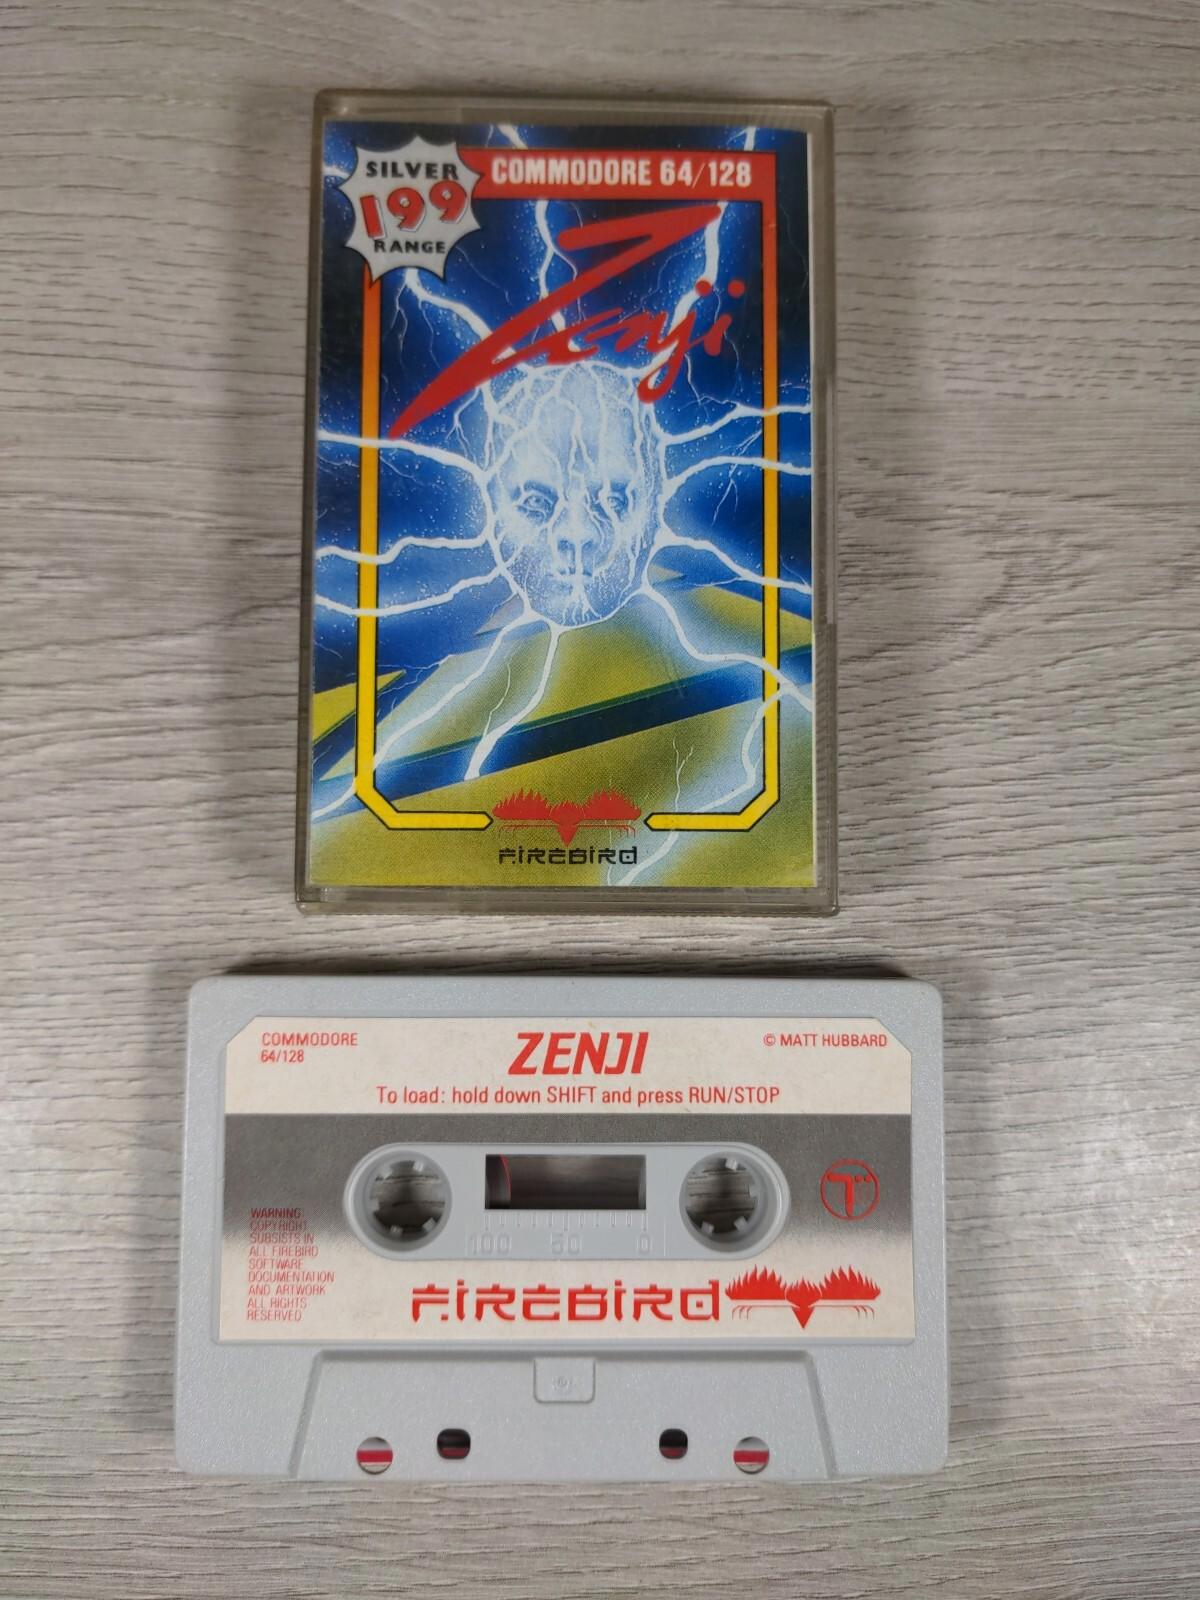 SILVER
199
RANGE
COMMODORE 64/128
Zenji
FIREBIRD
COMMODORE
64/128
ZENJI
© MATT HUBBARD
To load: hold down SHIFT and press RUN/STOP
100 50 0
WARNING:
COPYRIGHT
SUBSISTS IN
ALL FIREBIRD
SOFTWARE
DOCUMENTATION
AND ARTWORK
ALL RIGHTS
RESERVED
FIREBIRD